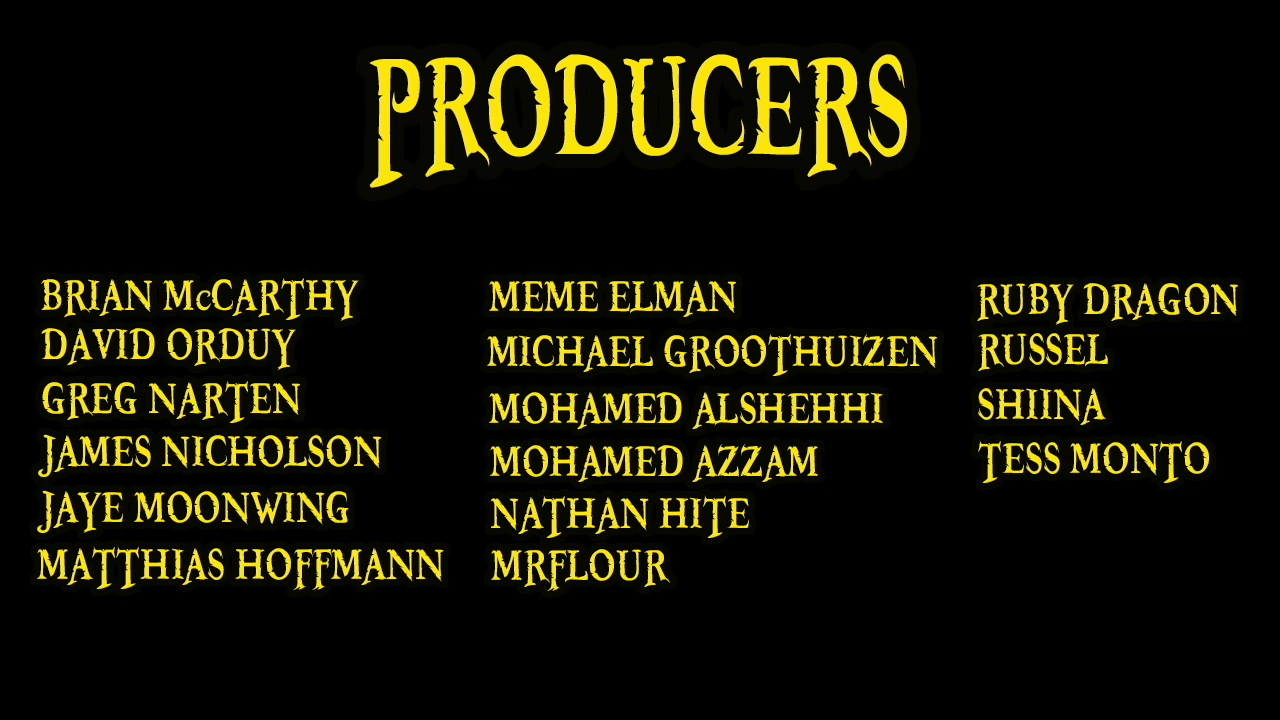 PRODUCERS
BRIAN McCARTHY
DAVID ORDUY
GREG NARTEN
JAMES NICHOLSON
JAYE MOONWING
MATTHIAS HOFFMANN
MEME ELMAN
MICHAEL GROOTHUIZEN
MOHAMED ALSHEHHI
MOHAMED AZZAM
NATHAN HITE
MRFLOUR
RUBY DRAGON
RUSSEL
SHIINA
TESS MONTO